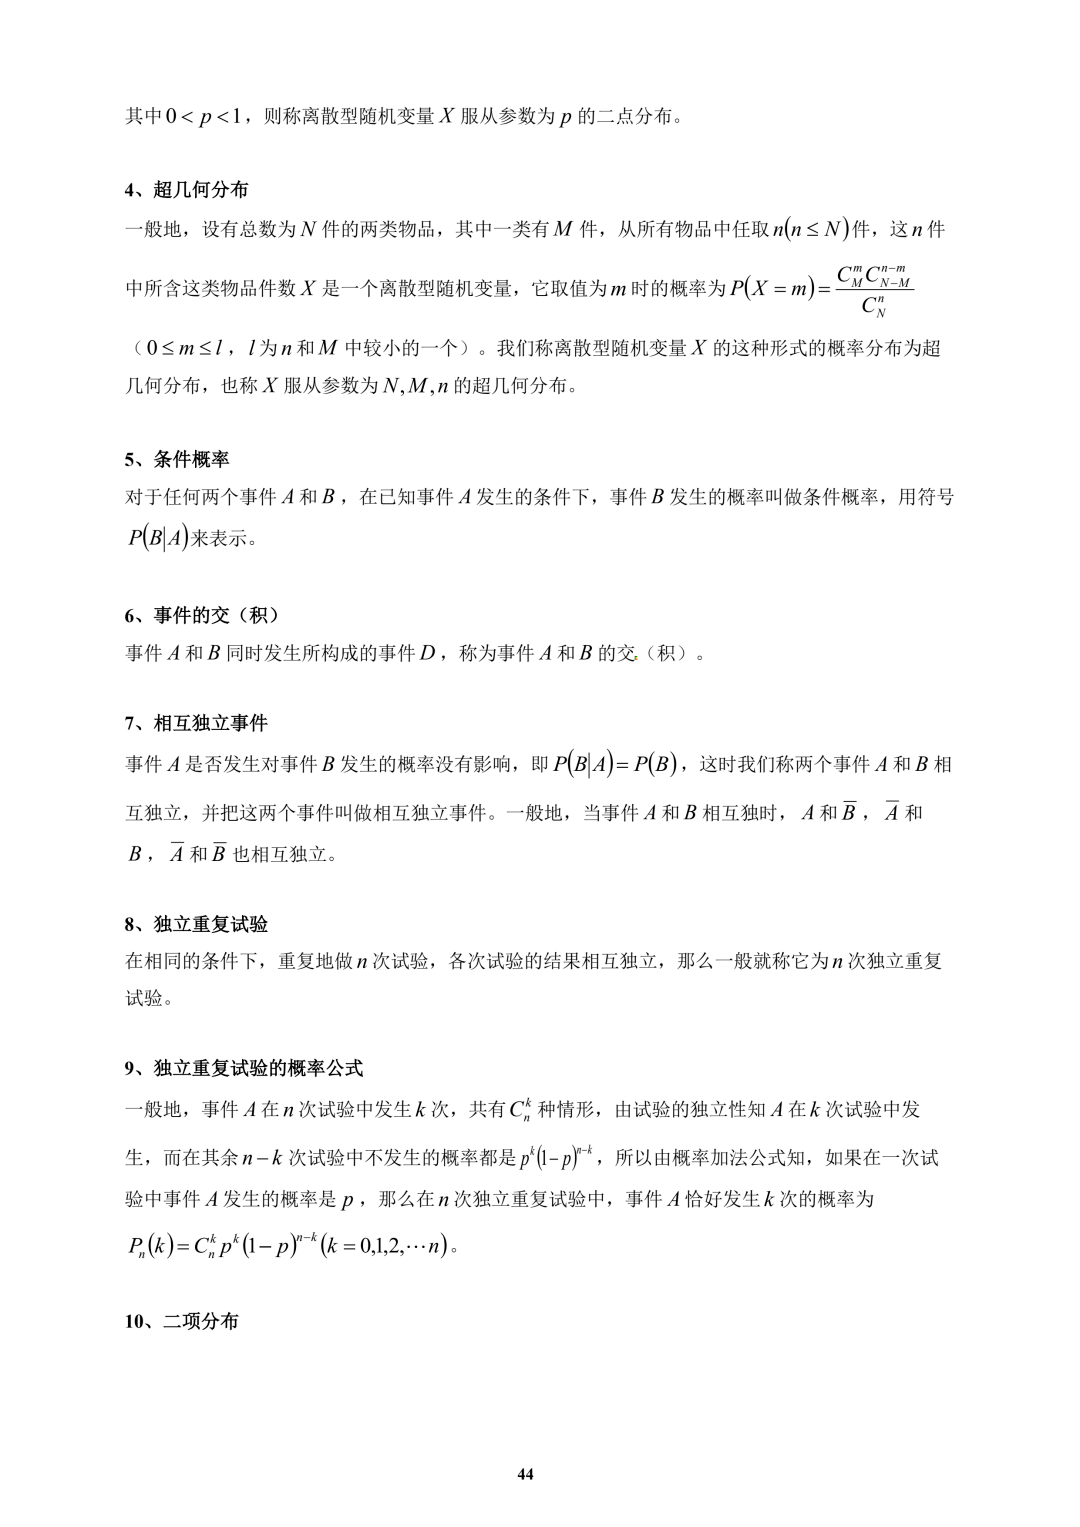 其中 0 < p < 1，则称离散型随机变量 X 服从参数为 p 的二点分布。
4、超几何分布
一般地，设有总数为 N 件的两类物品，其中一类有 M 件，从所有物品中任取 n(n ≤ N)件，这 n 件
中所含这类物品件数 X 是一个离散型随机变量，它取值为 m 时的概率为 P(X = m) = \frac{C_M^m C_{N-M}^{n-m}}{C_N^n}
（ 0 ≤ m ≤ l ，l 为 n 和 M 中较小的一个）。我们称离散型随机变量 X 的这种形式的概率分布为超
几何分布，也称 X 服从参数为 N, M, n 的超几何分布。
5、条件概率
对于任何两个事件 A 和 B ，在已知事件 A 发生的条件下，事件 B 发生的概率叫做条件概率，用符号
P(B|A)来表示。
6、事件的交（积）
事件 A 和 B 同时发生所构成的事件 D ，称为事件 A 和 B 的交（积）。
7、相互独立事件
事件 A 是否发生对事件 B 发生的概率没有影响，即 P(B|A) = P(B)，这时我们称两个事件 A 和 B 相
互独立，并把这两个事件叫做相互独立事件。一般地，当事件 A 和 B 相互独时， A 和 \overline{B} ， \overline{A} 和
B ， \overline{A} 和 \overline{B} 也相互独立。
8、独立重复试验
在相同的条件下，重复地做 n 次试验，各次试验的结果相互独立，那么一般就称它为 n 次独立重复
试验。
9、独立重复试验的概率公式
一般地，事件 A 在 n 次试验中发生 k 次，共有 C_n^k 种情形，由试验的独立性知 A 在 k 次试验中发
生，而在其余 n − k 次试验中不发生的概率都是 p^k(1 − p)^{n−k}，所以由概率加法公式知，如果在一次试
验中事件 A 发生的概率是 p ，那么在 n 次独立重复试验中，事件 A 恰好发生 k 次的概率为
P_n(k) = C_n^k p^k (1 − p)^{n−k} (k = 0,1,2,⋯n)。
10、二项分布
44